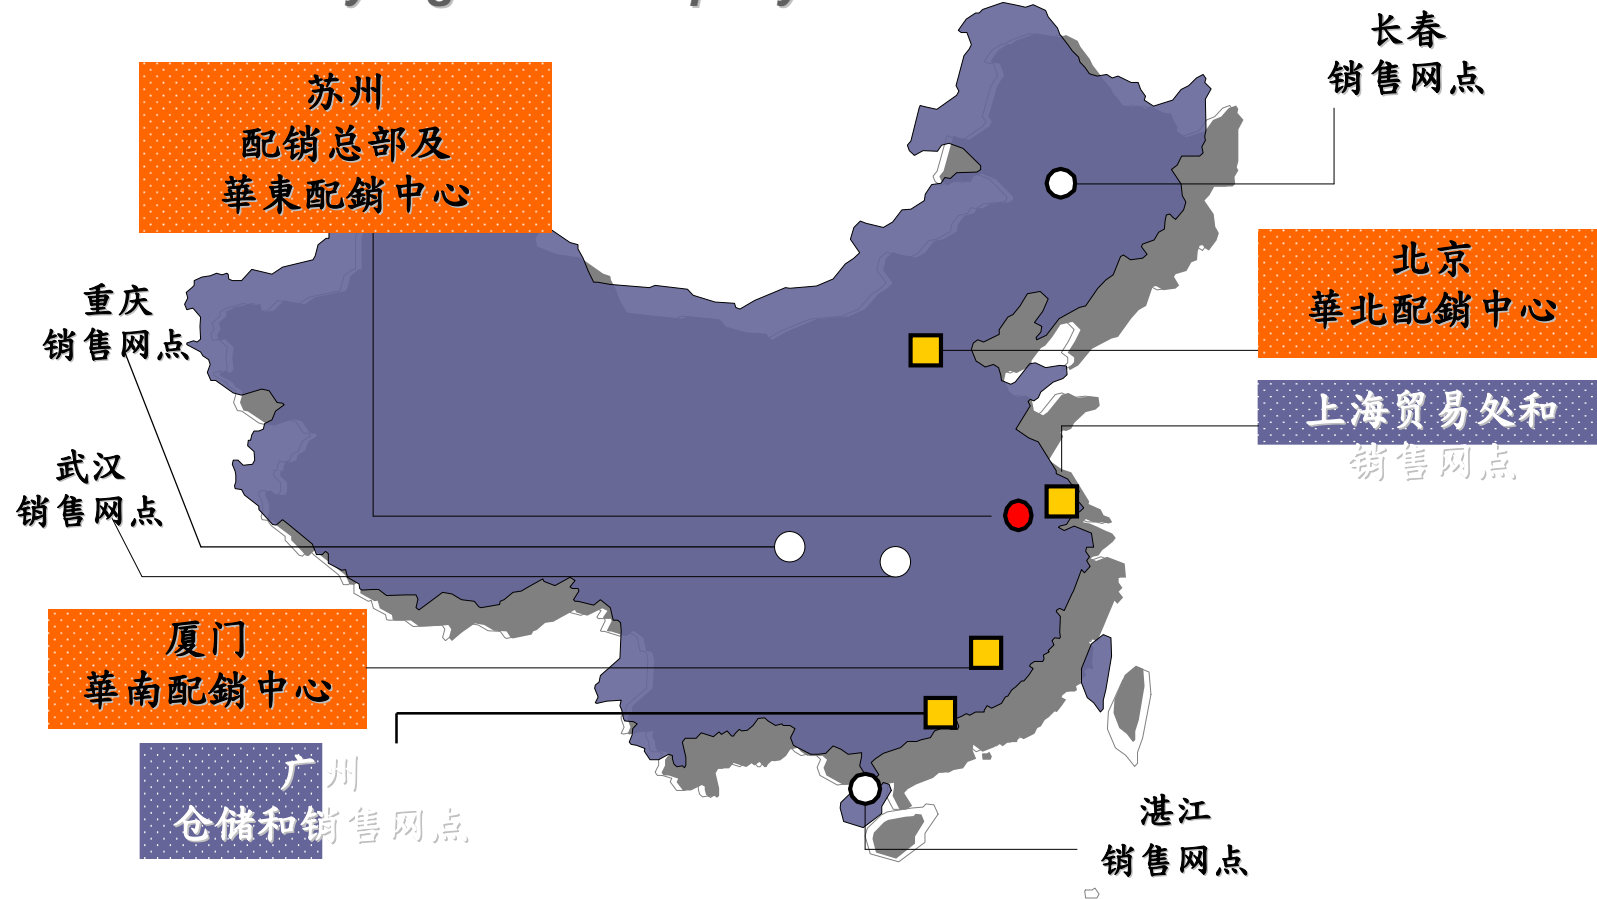 长春
销售网点
苏州
配销总部及
華東配銷中心
北京
華北配銷中心
重庆
销售网点
上海贸易处和
销售网点
武汉
销售网点
厦门
華南配銷中心
广州
仓储和销售网点
湛江
销售网点